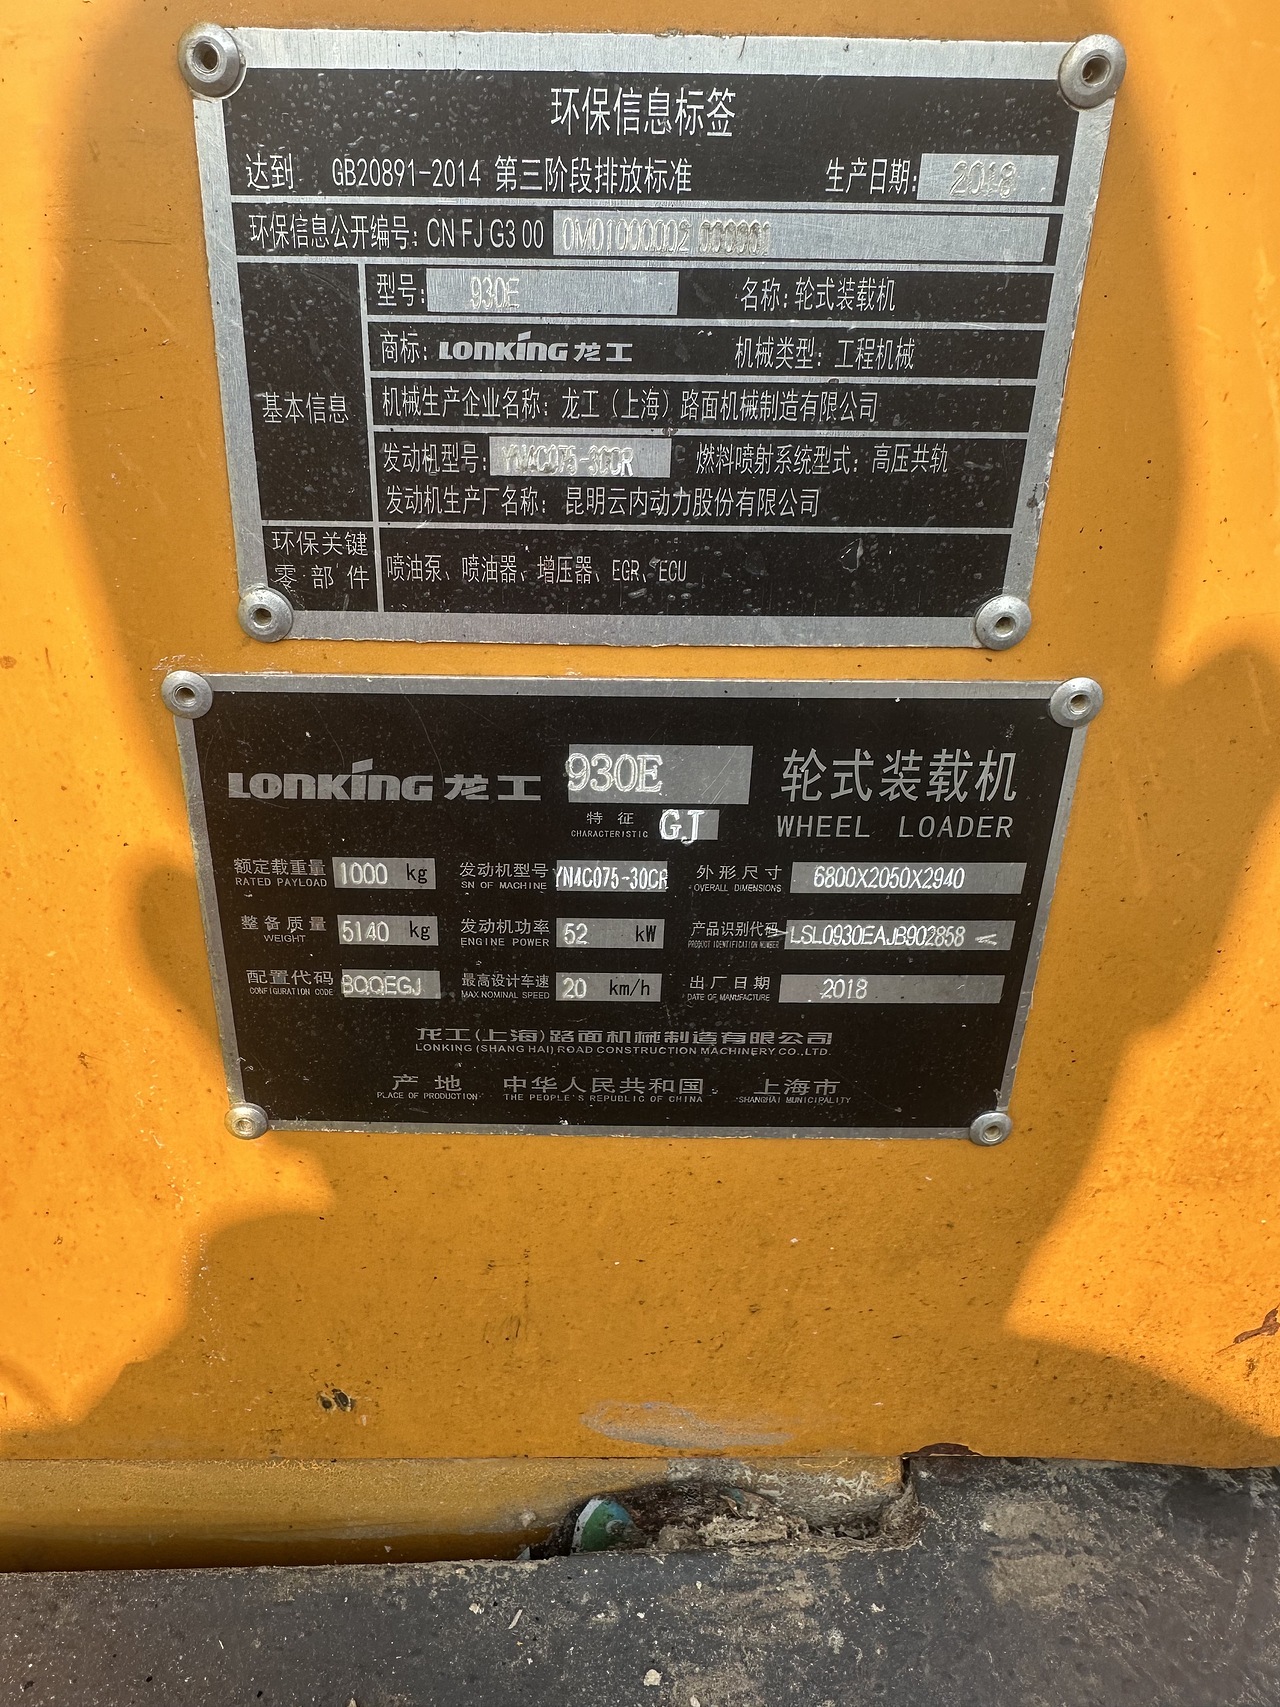 环保信息标签
达到 GB20891-2014 第三阶段排放标准 生产日期: 2018
环保信息公开编号: CN FJ G3 00 0M01000002 000001
基本信息
型号: 930E 名称: 轮式装载机
商标: LONKING 龙工 机械类型: 工程机械
机械生产企业名称: 龙工（上海）路面机械制造有限公司
发动机型号: YN4C075-30CR 燃料喷射系统型式: 高压共轨
发动机生产厂名称: 昆明云内动力股份有限公司
环保关键
零部件
喷油泵、喷油器、增压器、EGR、ECU
LONKING 龙工 930E 轮式装载机
特征 GJ
CHARACTERISTIC
WHEEL LOADER
额定载重量 1000 kg 发动机型号 YN4C075-30CR 外形尺寸 6800X2050X2940
RATED PAYLOAD SN OF MACHINE OVERALL DIMENSIONS
整备质量 5140 kg 发动机功率 52 kW 产品识别代码 LSL0930EAJB902858
WEIGHT ENGINE POWER PRODUCT IDENTIFICATION NUMBER
配置代码 BQQEGJ 最高设计车速 20 km/h 出厂日期 2018
CONFIGURATION CODE MAX NOMINAL SPEED DATE OF MANUFACTURE
龙工(上海)路面机械制造有限公司
LONKING (SHANG HAI) ROAD CONSTRUCTION MACHINERY CO.,LTD.
产地 中华人民共和国 上海市
PLACE OF PRODUCTION THE PEOPLE'S REPUBLIC OF CHINA SHANGHAI MUNICIPALITY